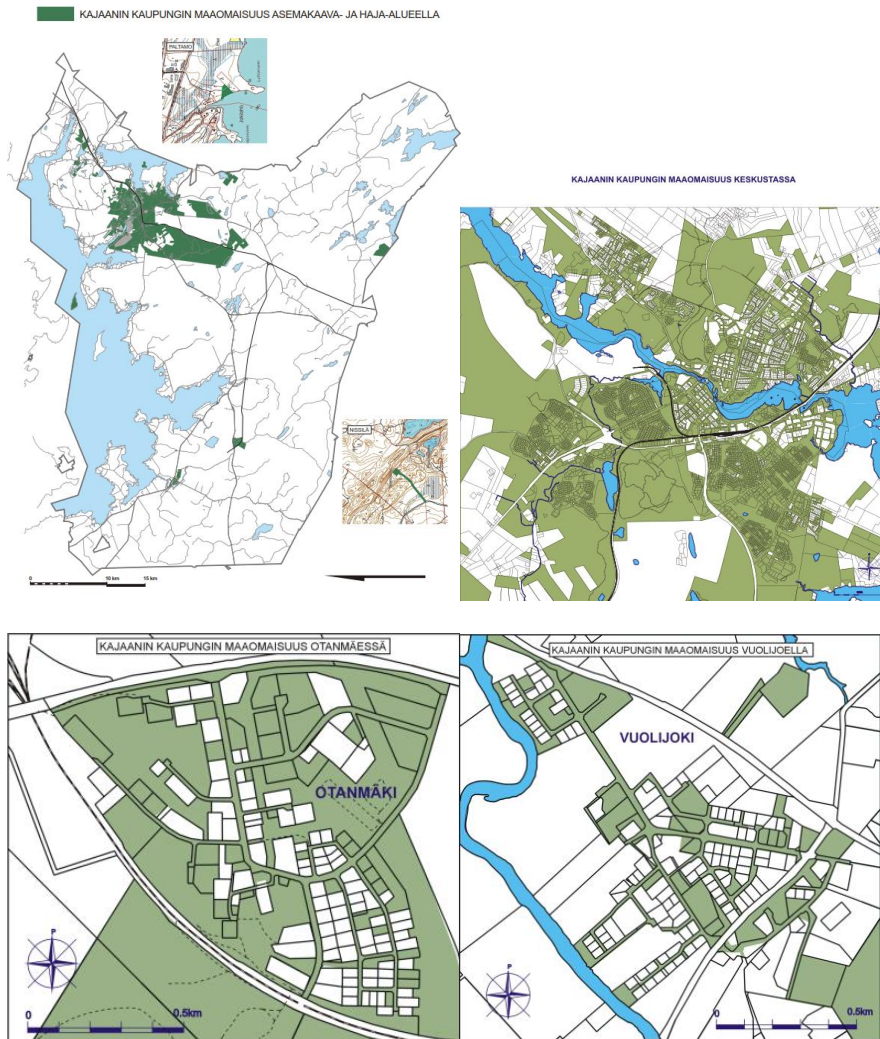 KAJAANIN KAUPUNGIN MAAOMAISUUS ASEMAKAAVA- JA HAJA-ALUEELLA
PALTAMO
KAJAANIN KAUPUNGIN MAAOMAISUUS KESKUSTASSA
NISSILÄ
0 10 km 15 km
KAJAANIN KAUPUNGIN MAAOMAISUUS OTANMÄESSÄ
OTANMÄKI
P
0 0.5km
KAJAANIN KAUPUNGIN MAAOMAISUUS VUOLIJOELLA
VUOLIJOKI
P
0 0.5km